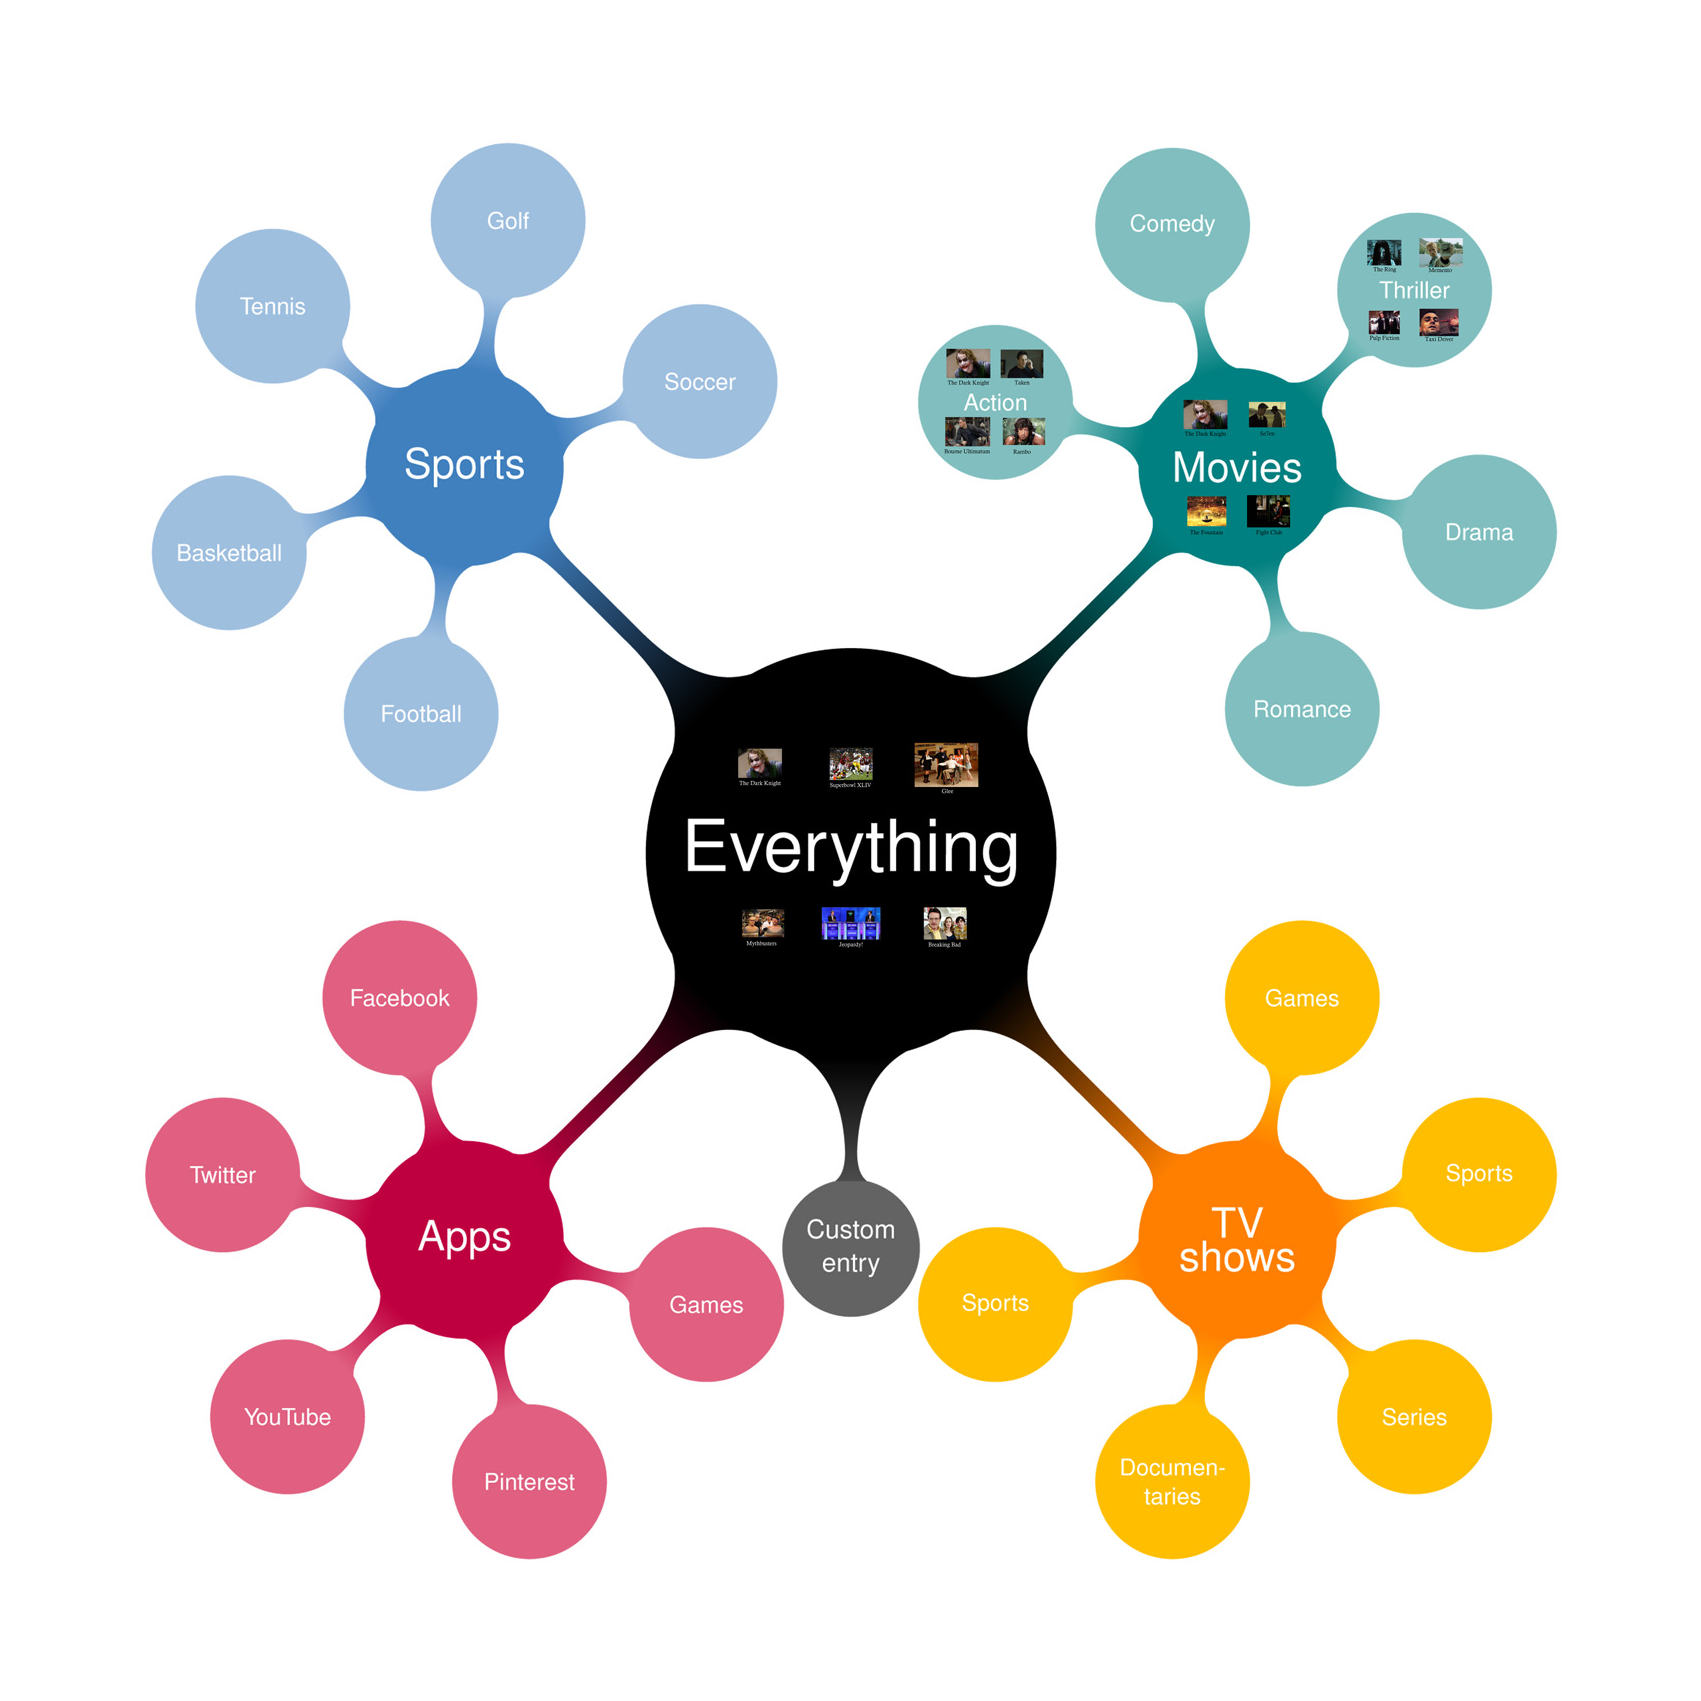 Golf
Tennis
Soccer
Sports
Basketball
Football
Comedy
The Ring
Memento
Thriller
Pulp Fiction
Taxi Driver
The Dark Knight
Taken
Action
Bourne Ultimatum
Rambo
The Dark Knight
Se7en
Movies
The Fountain
Fight Club
Drama
Romance
The Dark Knight
Superbowl XLIV
Glee
Everything
Mythbusters
Jeopardy!
Breaking Bad
Facebook
Twitter
Apps
Games
YouTube
Pinterest
Custom
entry
Games
Sports
TV
shows
Sports
Series
Documen-
taries